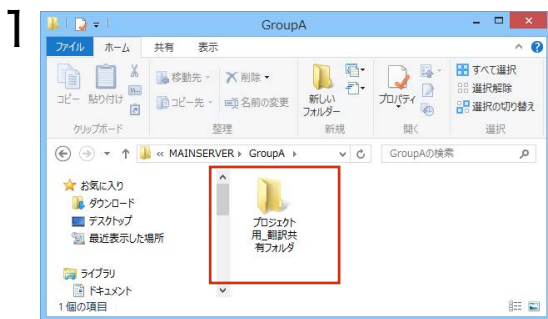 1
GroupA
ファイル ホーム 共有 表示
コピー 貼り付け
移動先 削除
コピー先 名前の変更
新しい
フォルダー
プロパティ
すべて選択
選択解除
選択の切り替え
クリップボード 整理 新規 開く 選択
« MAINSERVER GroupA GroupAの検索
お気に入り
ダウンロード
デスクトップ
最近表示した場所
ライブラリ
ドキュメント
プロジェクト
用_翻訳共
有フォルダ
1 個の項目